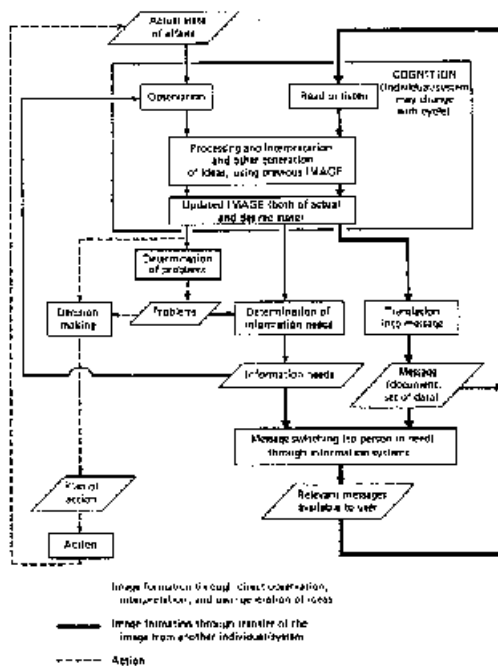 Actual state
of affairs
COGNITION
(individual/system
may change
with cycle)
Observation
Read or listen
Processing and interpretation
and other generation
of ideas, using previous IMAGE
Updated IMAGE (both of actual
and desired state)
Determination
of problems
Decision
making
Problems
Determination of
information needs
Translation
into message
Information needs
Message
(document,
set of data)
Message switching (to person in need)
through information systems
Plan of
action
Relevant messages
available to user
Action
Image formation through direct observation,
interpretation, and own generation of ideas
Image formation through transfer of the
image from another individual/system
Action